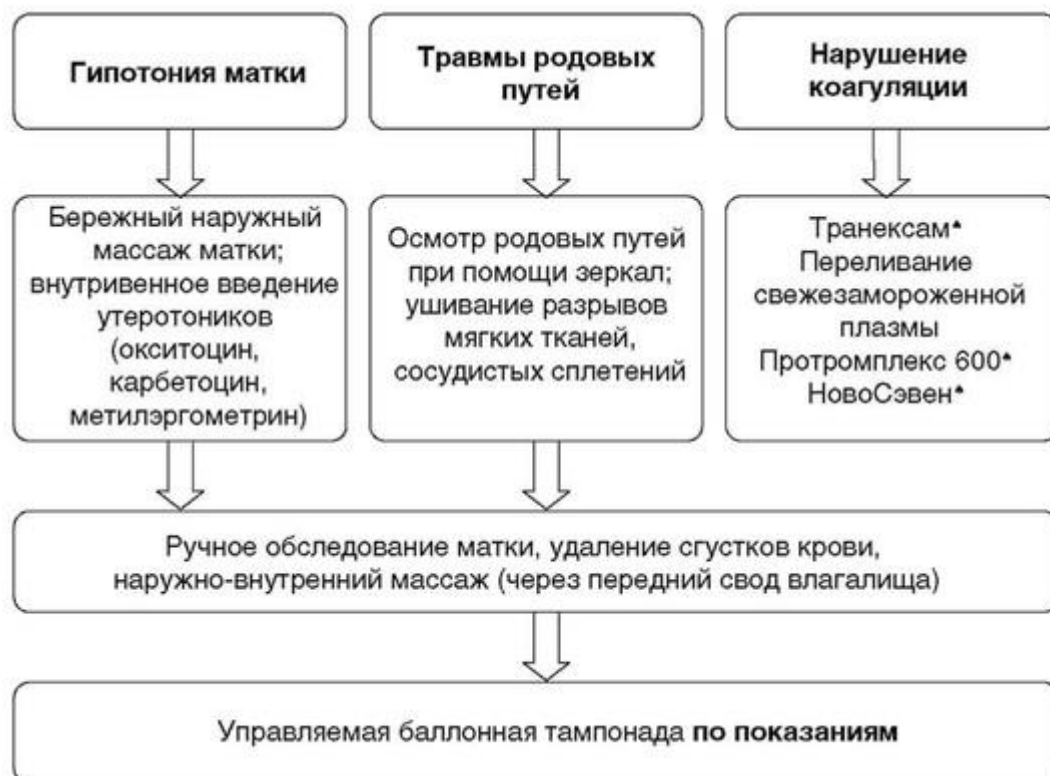 Гипотония матки
Травмы родовых
путей
Нарушение
коагуляции
Бережный наружный
массаж матки;
внутривенное введение
утеротоников
(окситоцин,
карбетоцин,
метилэргометрин)
Осмотр родовых путей
при помощи зеркал;
ушивание разрывов
мягких тканей,
сосудистых сплетений
Транексам♠
Переливание
свежезамороженной
плазмы
Протромплекс 600♠
НовоСэвен♠
Ручное обследование матки, удаление сгустков крови,
наружно-внутренний массаж (через передний свод влагалища)
Управляемая баллонная тампонада по показаниям